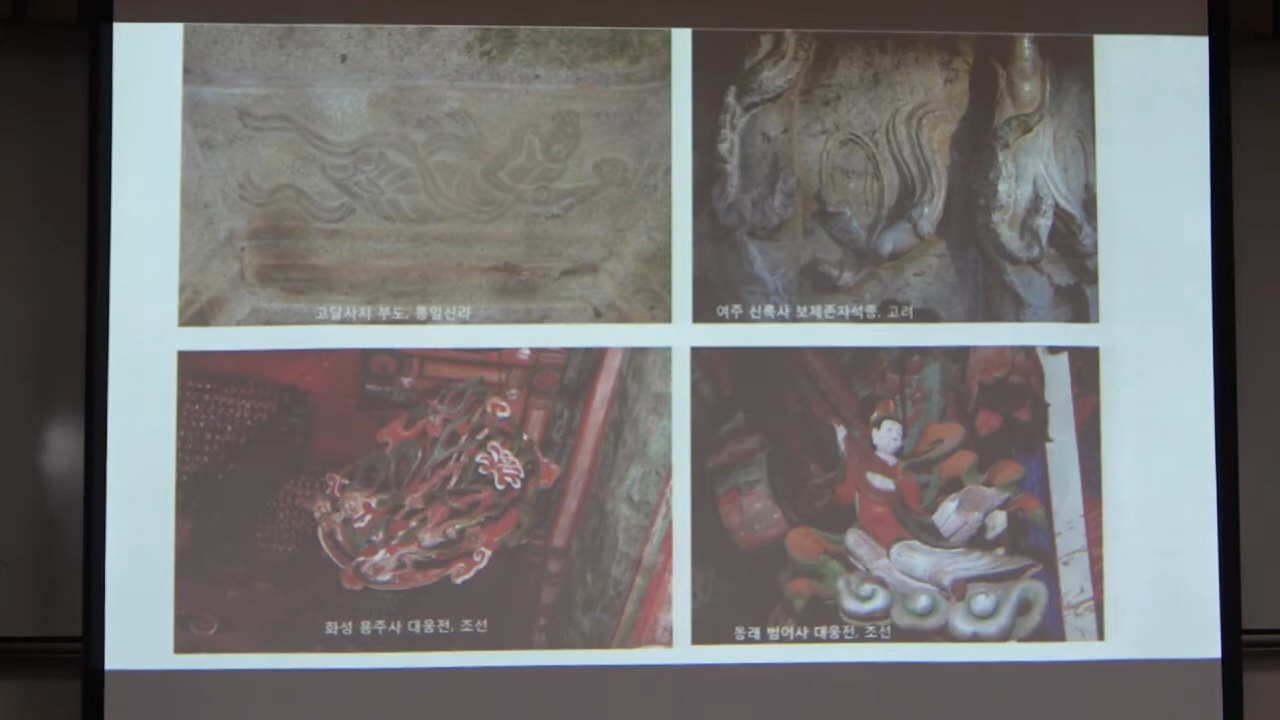 고달사지 부도, 통일신라
여주 신륵사 보제존자석종, 고려
화성 용주사 대웅전, 조선
동래 범어사 대웅전, 조선